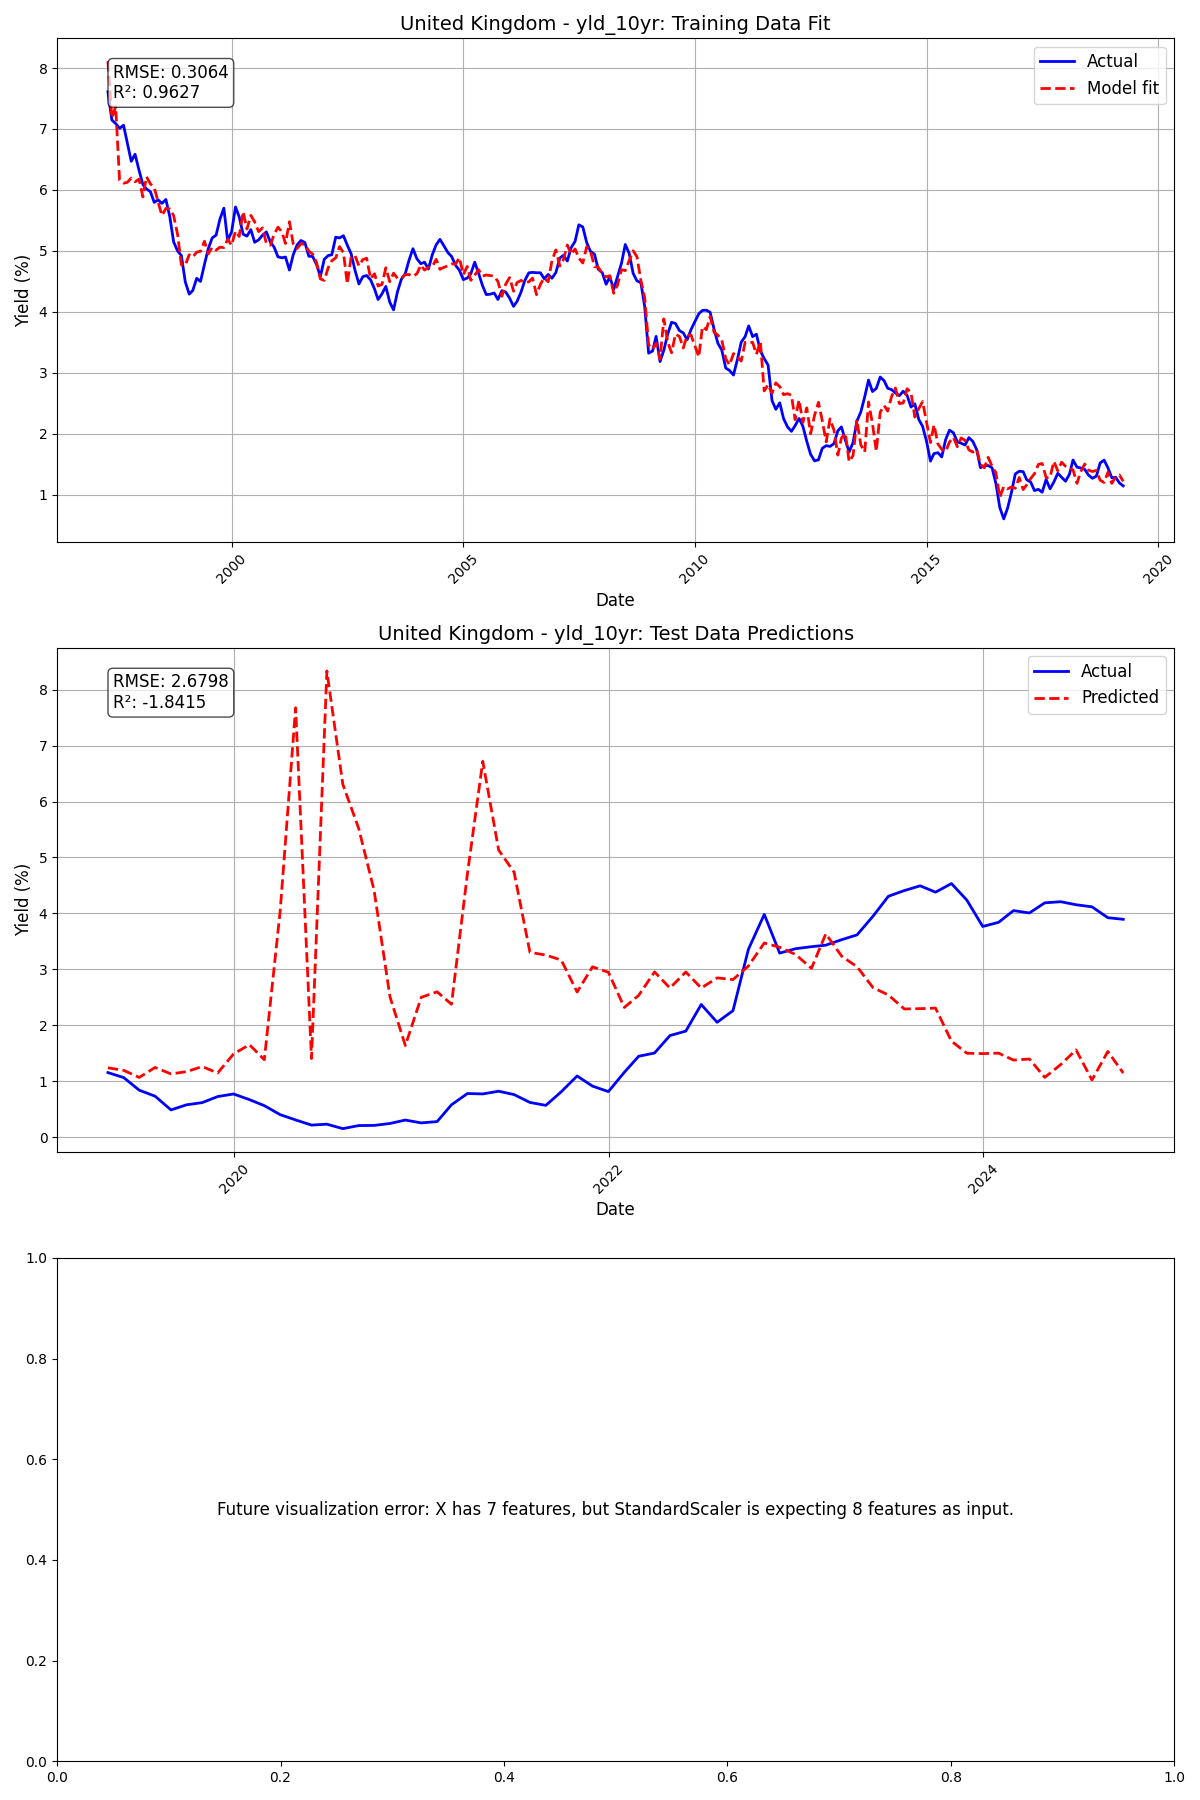 United Kingdom - yld_10yr: Training Data Fit
RMSE: 0.3064
R²: 0.9627
Actual
Model fit
8
7
6
5
4
3
2
1
Yield (%)
2000
2005
2010
2015
2020
Date
United Kingdom - yld_10yr: Test Data Predictions
RMSE: 2.6798
R²: -1.8415
Actual
Predicted
8
7
6
5
4
3
2
1
0
Yield (%)
2020
2022
2024
Date
1.0
0.8
0.6
0.4
0.2
0.0
Future visualization error: X has 7 features, but StandardScaler is expecting 8 features as input.
0.0
0.2
0.4
0.6
0.8
1.0